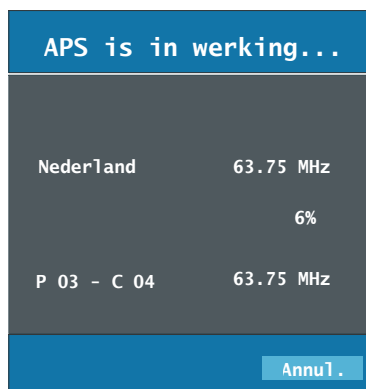 APS is in werking...
Nederland 63.75 MHz
6%
P 03 - C 04 63.75 MHz
Annul.